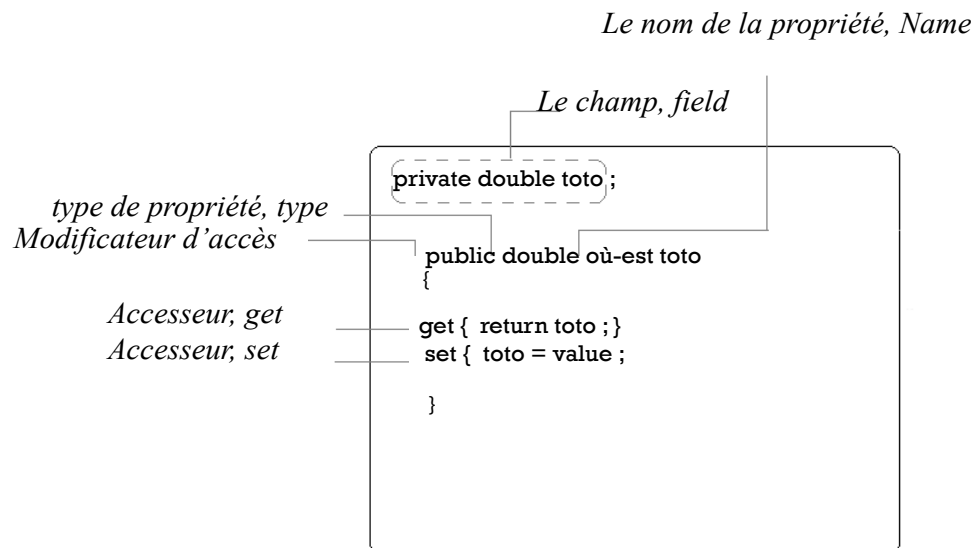 Le nom de la propriété, Name
Le champ, field
private double toto ;
type de propriété, type
Modificateur d’accès
public double où-est toto
{
Accesseur, get
get { return toto ; }
Accesseur, set
set { toto = value ;
}